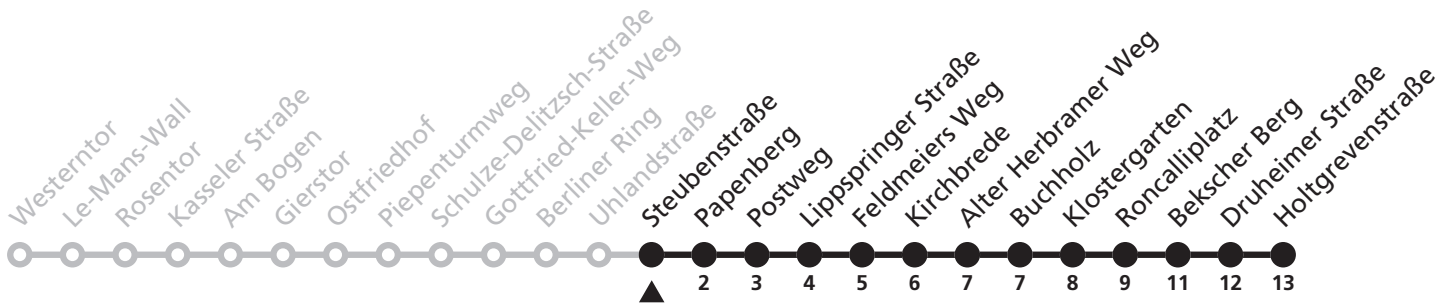 Westerntor
Le-Mans-Wall
Rosentor
Kasseler Straße
Am Bogen
Gierstor
Ostfriedhof
Piepenturmweg
Schulze-Delitzsch-Straße
Gottfried-Keller-Weg
Berliner Ring
Uhlandstraße
Steubenstraße
Papenberg
Postweg
Lippspringer Straße
Feldmeiers Weg
Kirchbrede
Alter Herbramer Weg
Buchholz
Klostergarten
Roncalliplatz
Bekscher Berg
Druheimer Straße
Holtgrevenstraße
2 3 4 5 6 7 7 8 9 11 12 13